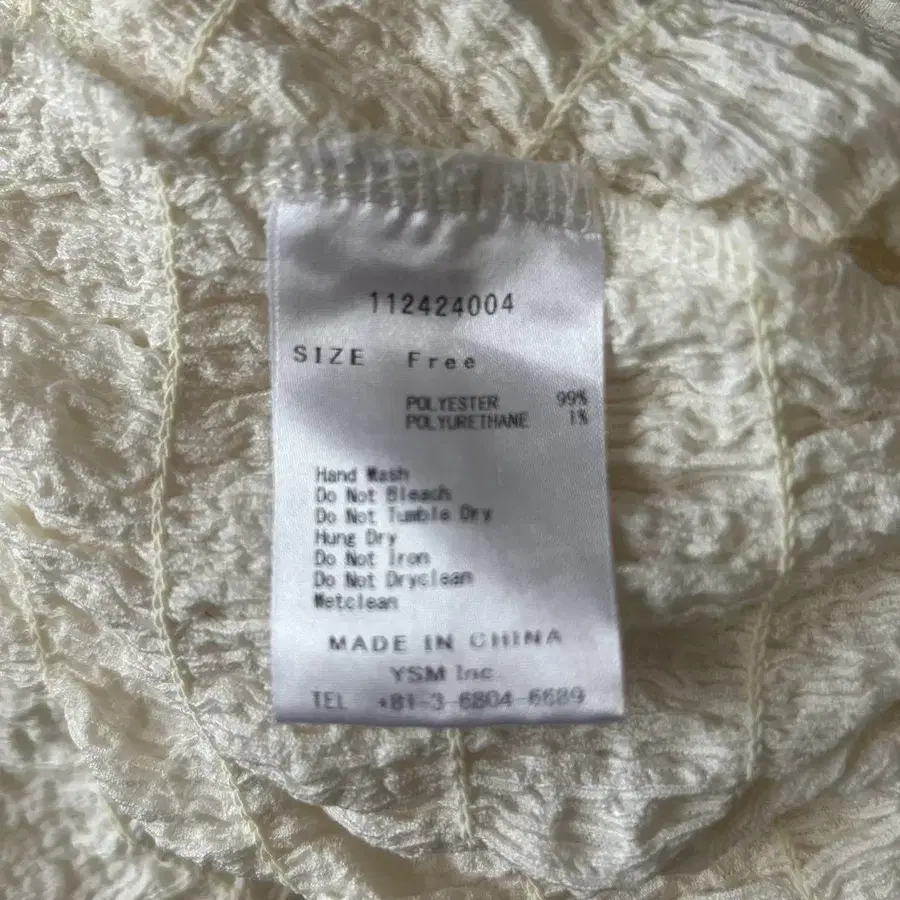 112424004
SIZE Free
POLYESTER 99%
POLYURETHANE 1%
Hand Wash
Do Not Bleach
Do Not Tumble Dry
Hung Dry
Do Not Iron
Do Not Dryclean
Wetclean
MADE IN CHINA
YSM Inc
TEL +81-3-6804-6689